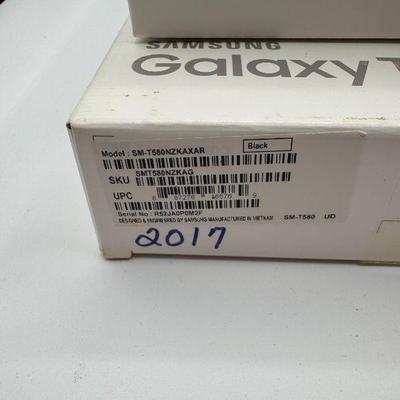 SAMSUNG
Galaxy T
Model : SM-T580NZKAXAR Black
SKU SMT580NZKAG
UPC
Serial No : R52JA0P0M2F
DESIGNED & ENGINEERED BY SAMSUNG MANUFACTURED IN VIETNAM SM-T580 UD
2017